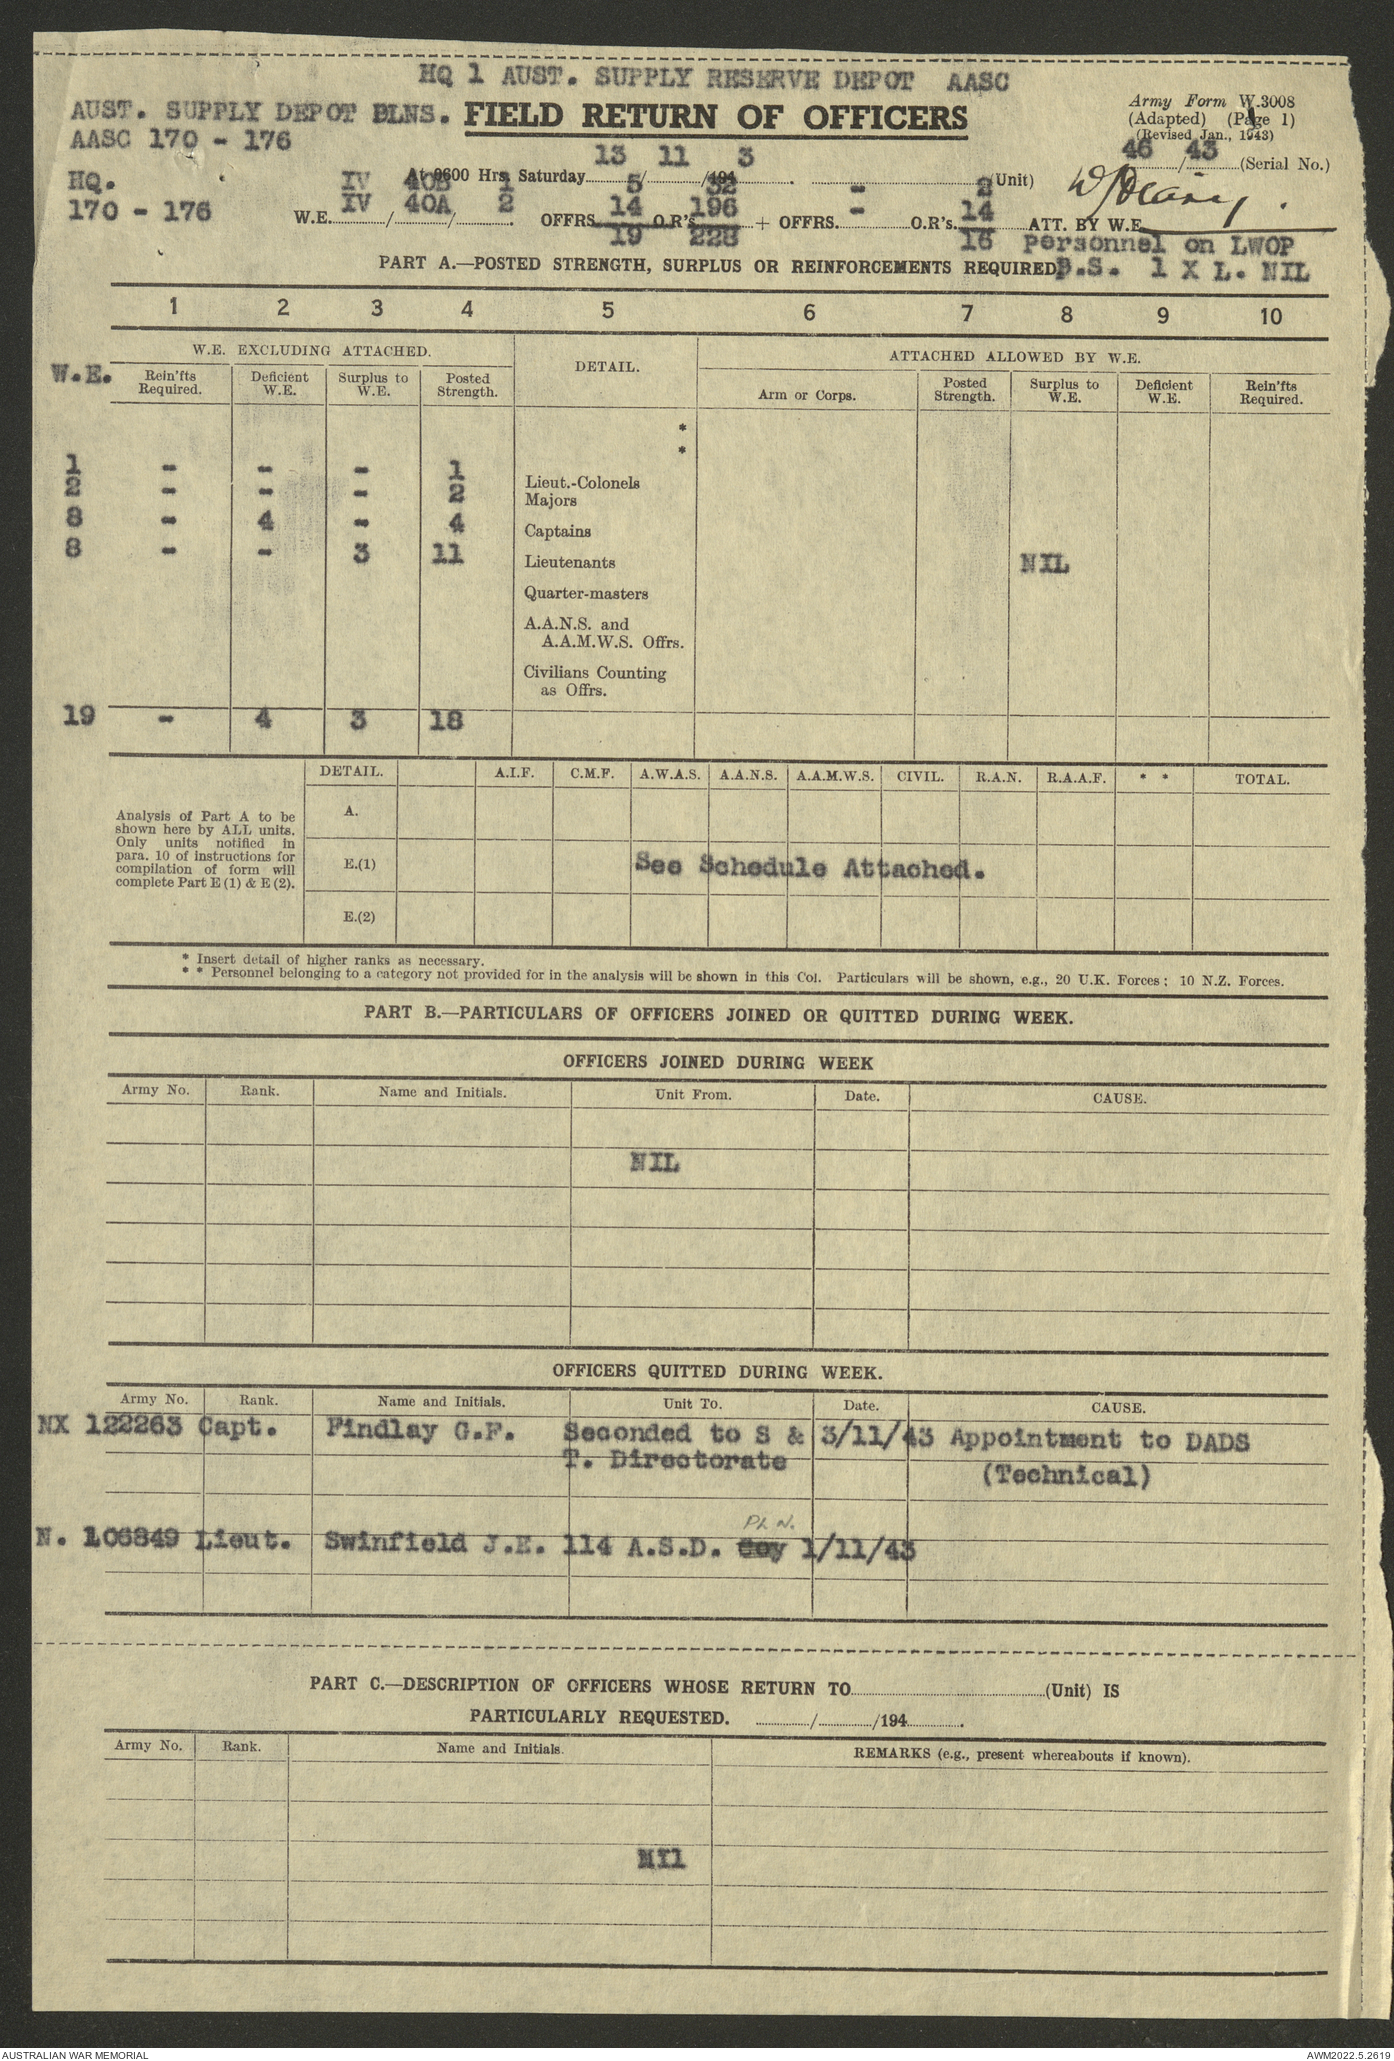 HQ 1 AUST. SUPPLY RESERVE DEPOT AASC
AUST. SUPPLY DEPOT PLNS. FIELD RETURN OF OFFICERS
AASC 170 - 176
Army Form W.3008
(Adapted) (Page 1)
(Revised Jan., 1943)
46 / 43 (Serial No.)
At 0600 Hrs. Saturday 13 / 11 /194 3 . (Unit)
HQ. IV 40B 1 5 32 - 2
170 - 176 W.E. IV / 40A / 2 . OFFRS. 14 O.R's 196 + OFFRS. - O.R's. 14 ATT. BY W.E.
19 228 16 personnel on LWOP
PART A.—POSTED STRENGTH, SURPLUS OR REINFORCEMENTS REQUIRED. P.S. 1 X L. NIL
1 2 3 4 5 6 7 8 9 10
W.E. EXCLUDING ATTACHED. DETAIL. ATTACHED ALLOWED BY W.E.
W.E. Rein'fts Required. Deficient W.E. Surplus to W.E. Posted Strength. Arm or Corps. Posted Strength. Surplus to W.E. Deficient W.E. Rein'fts Required.
*
*
1 - - - 1 Lieut.-Colonels
2 - - - 2 Majors
8 - 4 - 4 Captains
8 - - 3 11 Lieutenants NIL
Quarter-masters
A.A.N.S. and
A.A.M.W.S. Offrs.
Civilians Counting
as Offrs.
19 - 4 3 18
DETAIL. A.I.F. C.M.F. A.W.A.S. A.A.N.S. A.A.M.W.S. CIVIL. R.A.N. R.A.A.F. * * TOTAL.
Analysis of Part A to be
shown here by ALL units.
Only units notified in
para. 10 of instructions for
compilation of form will
complete Part E (1) & E (2).
A.
E.(1) See Schedule Attached.
E.(2)
* Insert detail of higher ranks as necessary.
* * Personnel belonging to a category not provided for in the analysis will be shown in this Col. Particulars will be shown, e.g., 20 U.K. Forces; 10 N.Z. Forces.
PART B.—PARTICULARS OF OFFICERS JOINED OR QUITTED DURING WEEK.
OFFICERS JOINED DURING WEEK
Army No. Rank. Name and Initials. Unit From. Date. CAUSE.
NIL
OFFICERS QUITTED DURING WEEK.
Army No. Rank. Name and Initials. Unit To. Date. CAUSE.
NX 122263 Capt. Findlay G.F. Seconded to S & 3/11/43 Appointment to DADS
T. Directorate (Technical)
PL N.
N. 106849 Lieut. Swinfield J.E. 114 A.S.D. Coy 1/11/43
PART C.—DESCRIPTION OF OFFICERS WHOSE RETURN TO (Unit) IS
PARTICULARLY REQUESTED. / /194 .
Army No. Rank. Name and Initials. REMARKS (e.g., present whereabouts if known).
Nil
AUSTRALIAN WAR MEMORIAL AWM2022.5.2619